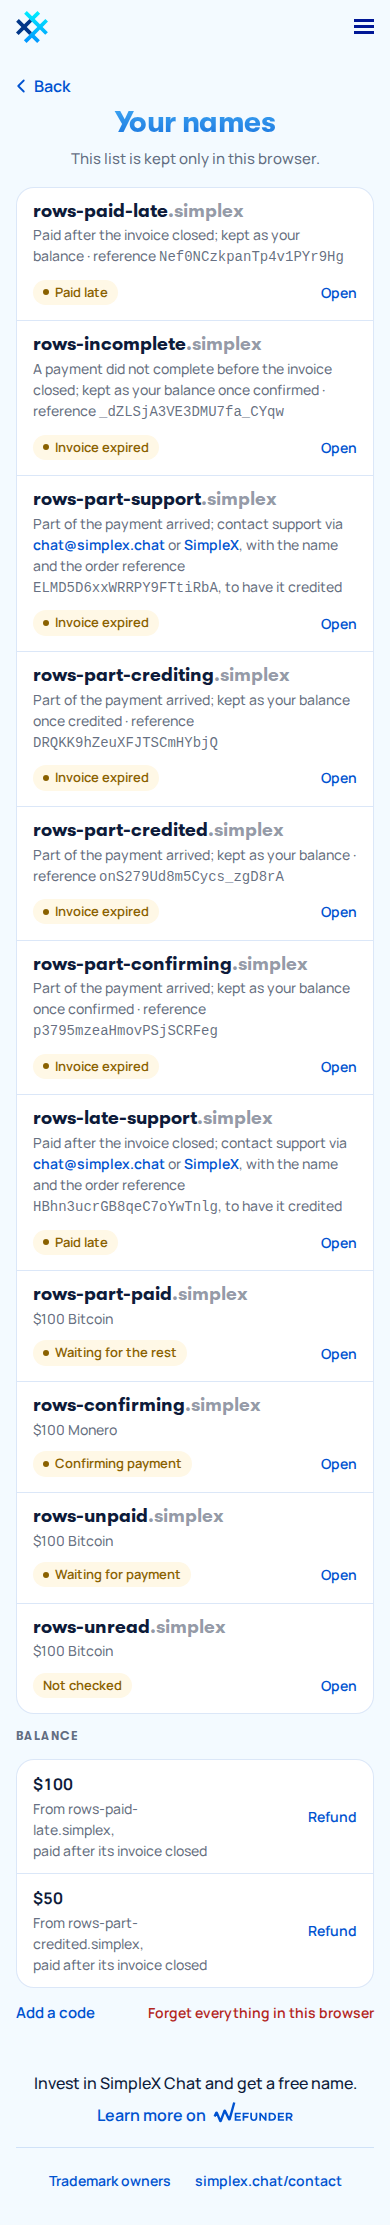 Back
Your names
This list is kept only in this browser.
rows-paid-late.simplex
Paid after the invoice closed; kept as your
balance · reference Nef0NCzkpanTp4v1PYr9Hg
Paid late
Open
rows-incomplete.simplex
A payment did not complete before the invoice
closed; kept as your balance once confirmed ·
reference _dZLSjA3VE3DMU7fa_CYqw
Invoice expired
Open
rows-part-support.simplex
Part of the payment arrived; contact support via
chat@simplex.chat or SimpleX, with the name
and the order reference
ELMD5D6xxWRRPY9FTtiRbA, to have it credited
Invoice expired
Open
rows-part-crediting.simplex
Part of the payment arrived; kept as your balance
once credited · reference
DRQKK9hZeuXFJTSCmHYbjQ
Invoice expired
Open
rows-part-credited.simplex
Part of the payment arrived; kept as your balance ·
reference onS279Ud8m5Cycs_zgD8rA
Invoice expired
Open
rows-part-confirming.simplex
Part of the payment arrived; kept as your balance
once confirmed · reference
p3795mzeaHmovPSjSCRFeg
Invoice expired
Open
rows-late-support.simplex
Paid after the invoice closed; contact support via
chat@simplex.chat or SimpleX, with the name
and the order reference
HBhn3ucrGB8qeC7oYwTnlg, to have it credited
Paid late
Open
rows-part-paid.simplex
$100 Bitcoin
Waiting for the rest
Open
rows-confirming.simplex
$100 Monero
Confirming payment
Open
rows-unpaid.simplex
$100 Bitcoin
Waiting for payment
Open
rows-unread.simplex
$100 Bitcoin
Not checked
Open
BALANCE
$100
From rows-paid-
late.simplex,
paid after its invoice closed
Refund
$50
From rows-part-
credited.simplex,
paid after its invoice closed
Refund
Add a code
Forget everything in this browser
Invest in SimpleX Chat and get a free name.
Learn more on WEFUNDER
Trademark owners
simplex.chat/contact